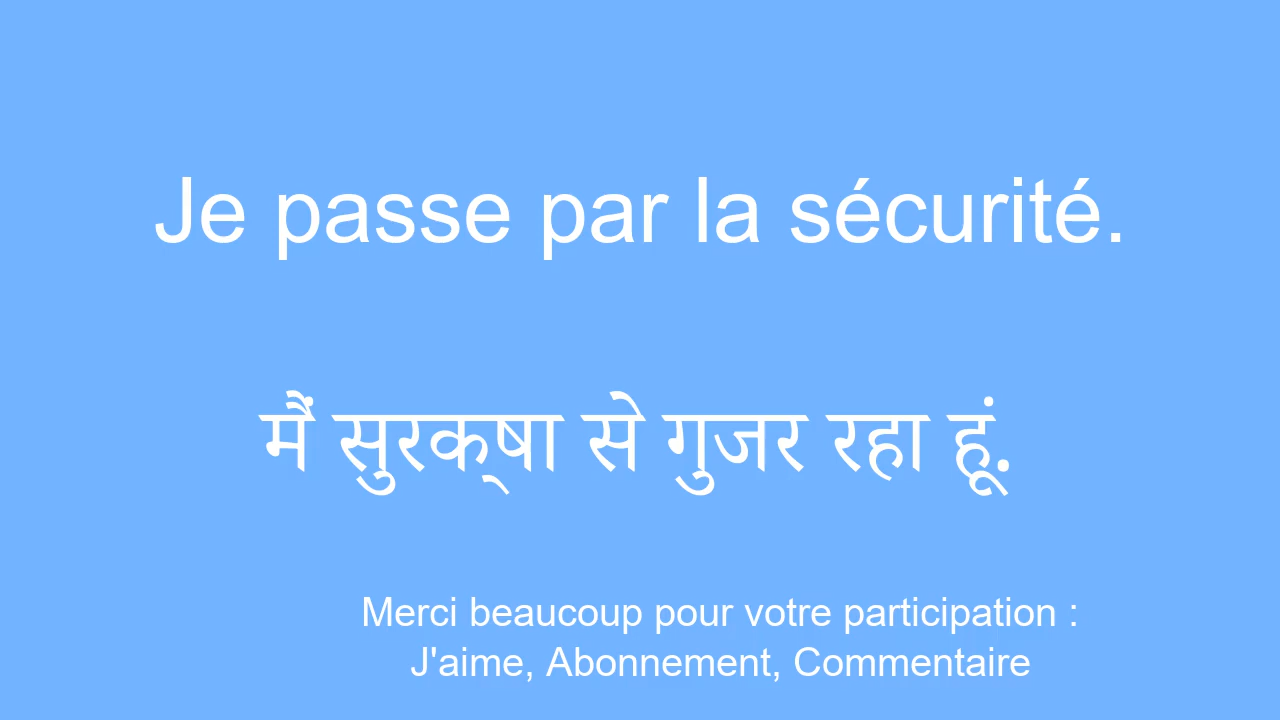 Je passe par la sécurité.
मैं सुरक्षा से गुजर रहा हूं.
Merci beaucoup pour votre participation :
J'aime, Abonnement, Commentaire